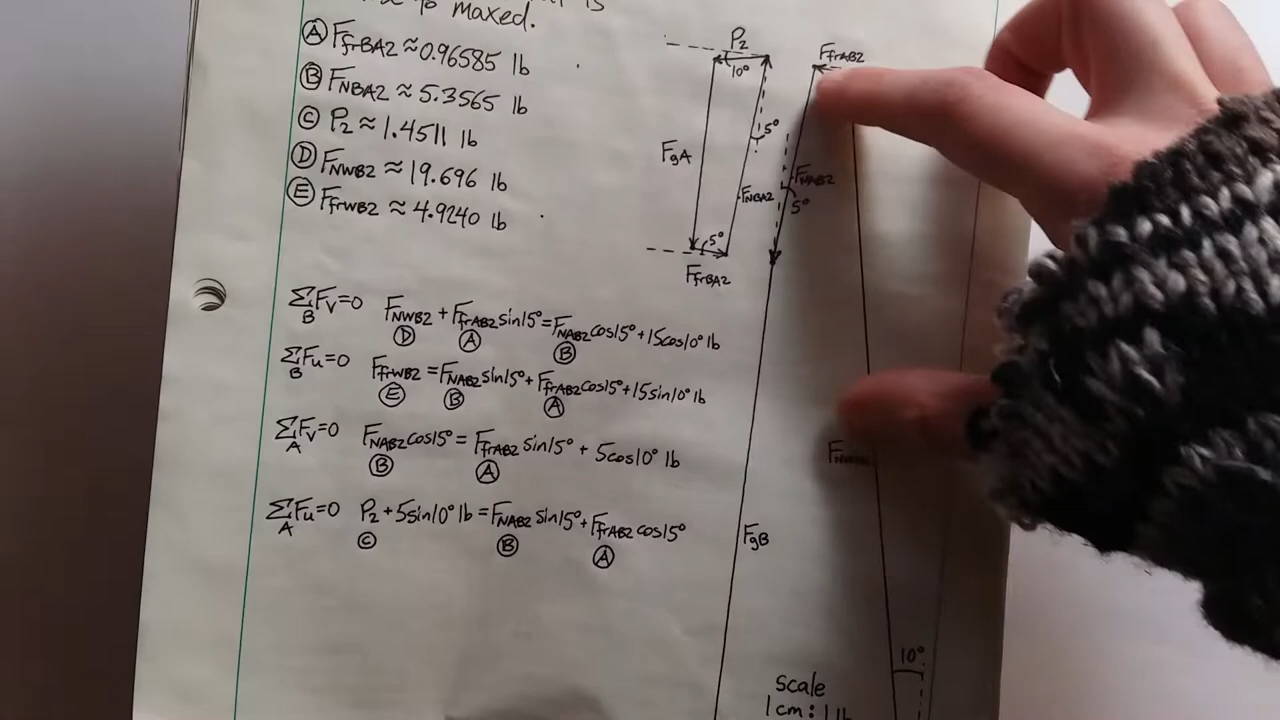 maxed.
Ⓐ FfrBA2 ≈ 0.96585 lb
Ⓑ FNBA2 ≈ 5.3565 lb
Ⓒ P2 ≈ 1.4511 lb
Ⓓ FNWB2 ≈ 19.696 lb
Ⓔ FfrWB2 ≈ 4.9240 lb
ΣFv=0 FNWB2 + FfrAB2 sin15° = FNAB2 cos15° + 15cos10° lb
B Ⓓ Ⓐ Ⓑ
ΣFu=0 FfrWB2 = FNAB2 sin15° + FfrAB2 cos15° + 15sin10° lb
B Ⓔ Ⓑ Ⓐ
ΣFv=0 FNAB2 cos15° = FfrAB2 sin15° + 5cos10° lb
A Ⓑ Ⓐ
ΣFu=0 P2 + 5sin10° lb = FNAB2 sin15° + FfrAB2 cos15°
A Ⓒ Ⓑ Ⓐ
P2
10°
FgA
5°
FNBA2
5°
FfrBA2
FfrAB2
FNAB2
5°
FgB
10°
scale
1 cm : 1 lb